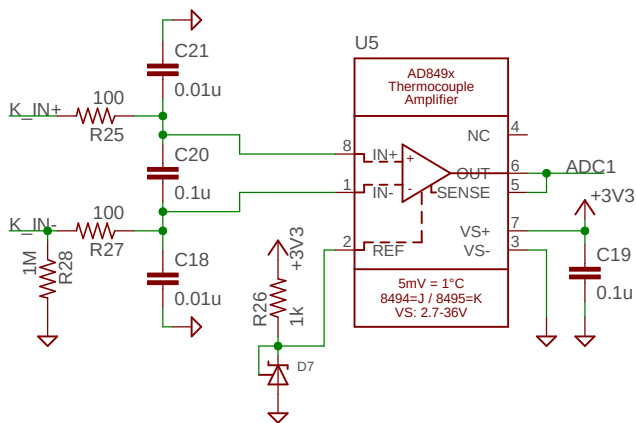 U5
C21
0.01u
AD849x
Thermocouple
Amplifier
K_IN+
100
R25
4
NC
8
IN+
+
C20
0.1u
6
OUT
ADC1
1
IN-
-
SENSE
5
+3V3
K_IN-
100
R27
7
VS+
2
REF
3
VS-
1M
R28
C18
0.01u
+3V3
C19
0.1u
R26
1k
5mV = 1°C
8494=J / 8495=K
VS: 2.7-36V
D7